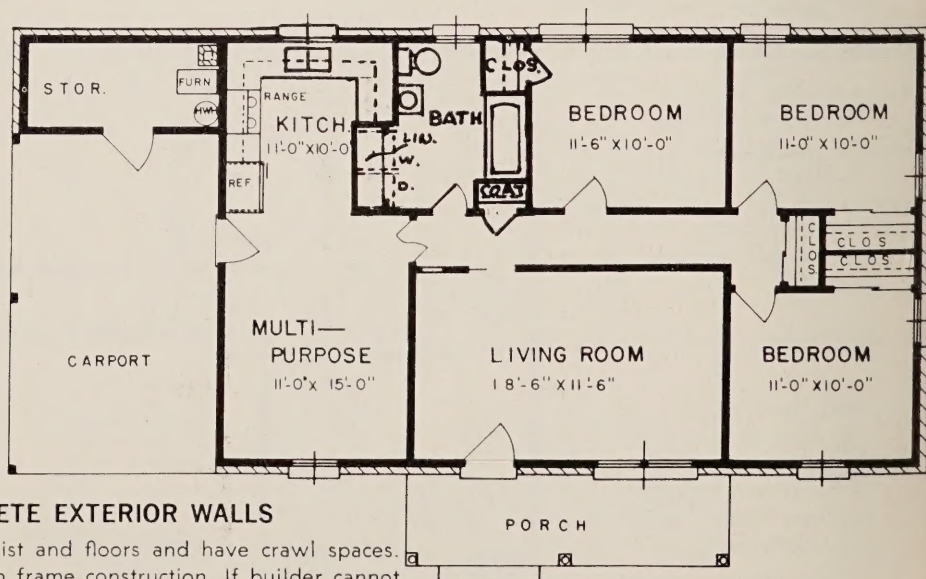 STOR.
FURN
HW
RANGE
KITCH.
11'-0"X10'-0
REF
LIN.
W.
D.
BATH
CLOS.
COAT
BEDROOM
11'-6" X 10'-0"
BEDROOM
11'-0" X 10'-0"
CLOS.
CLOS
CLOS
CARPORT
MULTI—
PURPOSE
11'-0"x 15'-0"
LIVING ROOM
18'-6" X 11'-6"
BEDROOM
11'-0" X 10'-0"
PORCH
ETE EXTERIOR WALLS
ist and floors and have crawl spaces.
frame construction. If builder cannot